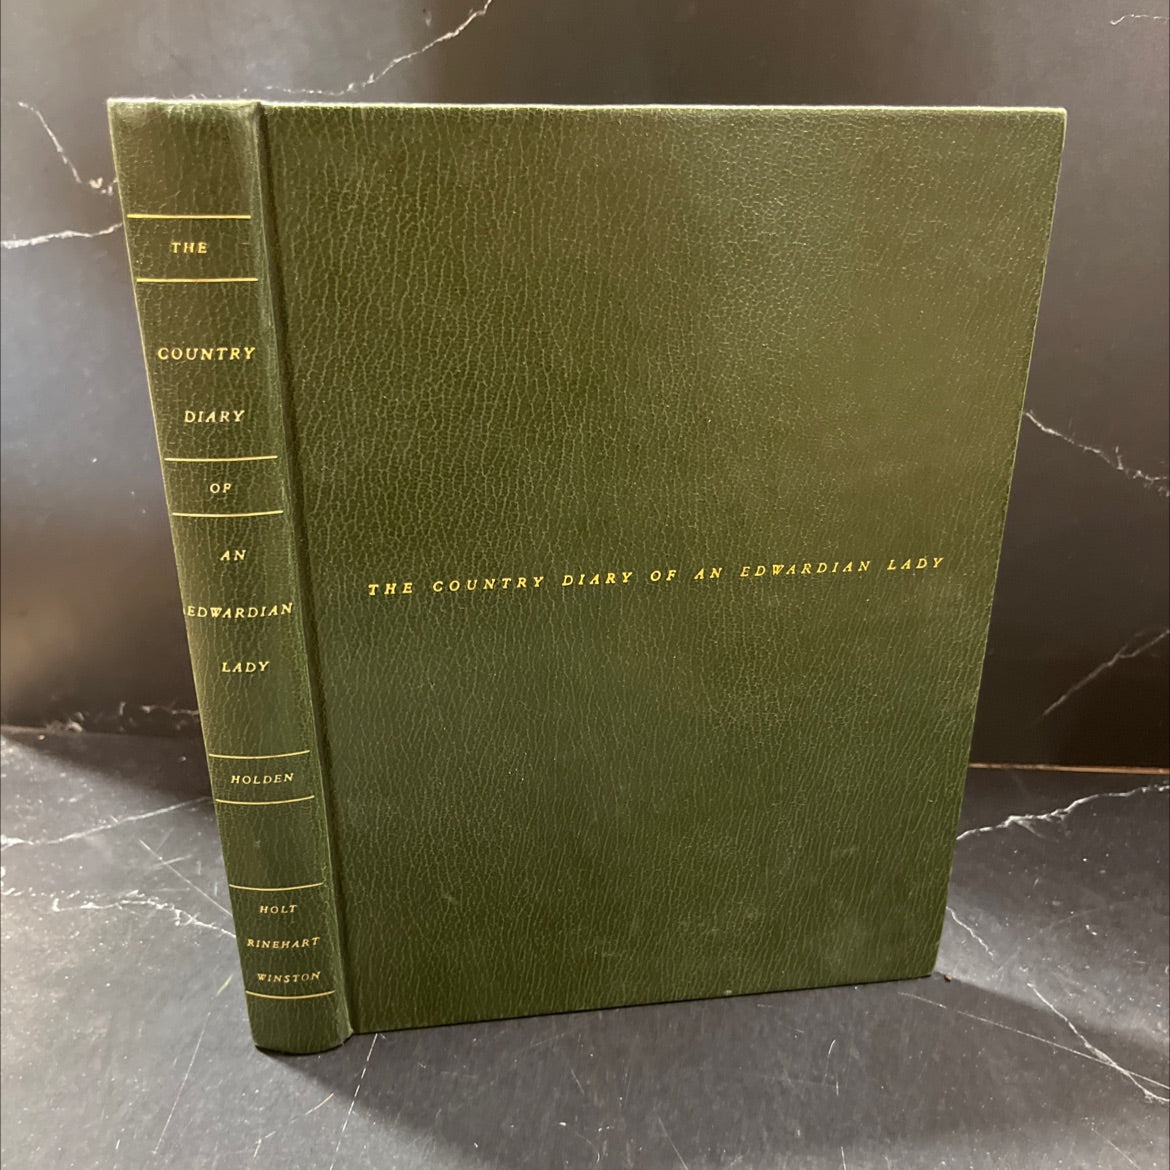 THE
COUNTRY
DIARY
OF
AN
EDWARDIAN
LADY
HOLDEN
HOLT
RINEHART
WINSTON
THE COUNTRY DIARY OF AN EDWARDIAN LADY